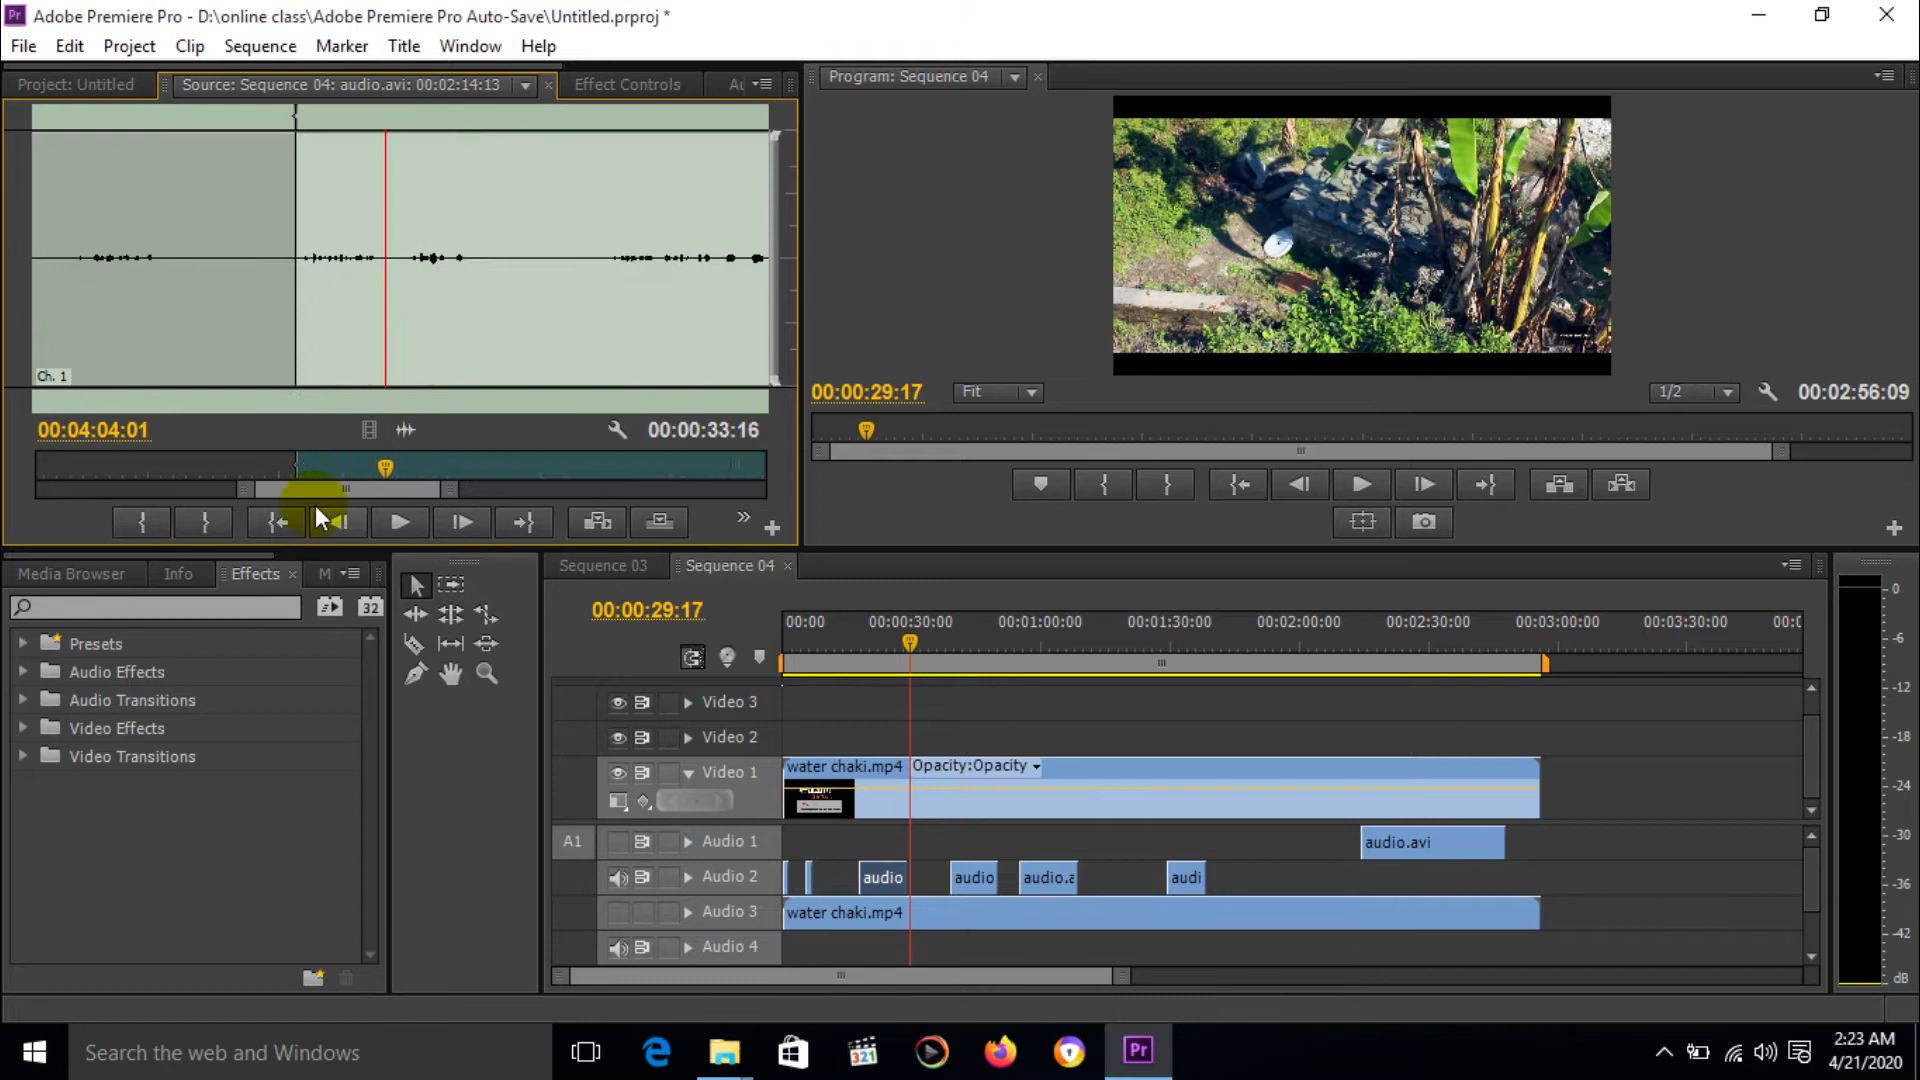 Adobe Premiere Pro - D:\online class\Adobe Premiere Pro Auto-Save\Untitled.prproj *
File Edit Project Clip Sequence Marker Title Window Help
Project: Untitled Source: Sequence 04: audio.avi: 00:02:14:13 Effect Controls Au
Program: Sequence 04
Ch. 1
00:00:29:17 Fit 1/2 00:02:56:09
00:04:04:01 00:00:33:16
Media Browser Info Effects M
Sequence 03 Sequence 04
32
00:00:29:17
00:00 00:00:30:00 00:01:00:00 00:01:30:00 00:02:00:00 00:02:30:00 00:03:00:00 00:03:30:00 00:0
Presets
Audio Effects
Audio Transitions
Video Effects
Video Transitions
Video 3
Video 2
Video 1
water chaki.mp4 Opacity:Opacity
A1 Audio 1 audio.avi
Audio 2 audio audio audio.a audi
Audio 3 water chaki.mp4
Audio 4
0
-6
-12
-18
-24
-30
-36
-42
dB
Search the web and Windows
321
Pr
2:23 AM
4/21/2020